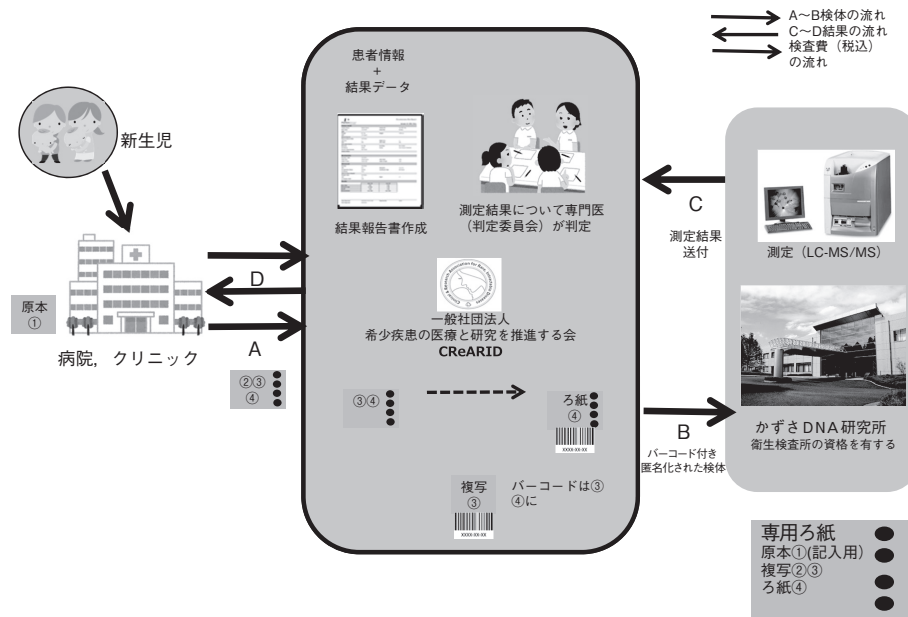 A～B検体の流れ
C～D結果の流れ
検査費（税込）
の流れ
患者情報
+
結果データ
新生児
結果報告書作成
測定結果について専門医
（判定委員会）が判定
C
測定結果
送付
測定（LC-MS/MS）
D
原本
①
病院，クリニック
A
②③
④
一般社団法人
希少疾患の医療と研究を推進する会
CReARID
③④
ろ紙
④
XXXX-XX-XX
B
バーコード付き
匿名化された検体
かずさDNA研究所
衛生検査所の資格を有する
複写
③
XXXX-XX-XX
バーコードは③
④に
専用ろ紙
原本①(記入用）
複写②③
ろ紙④